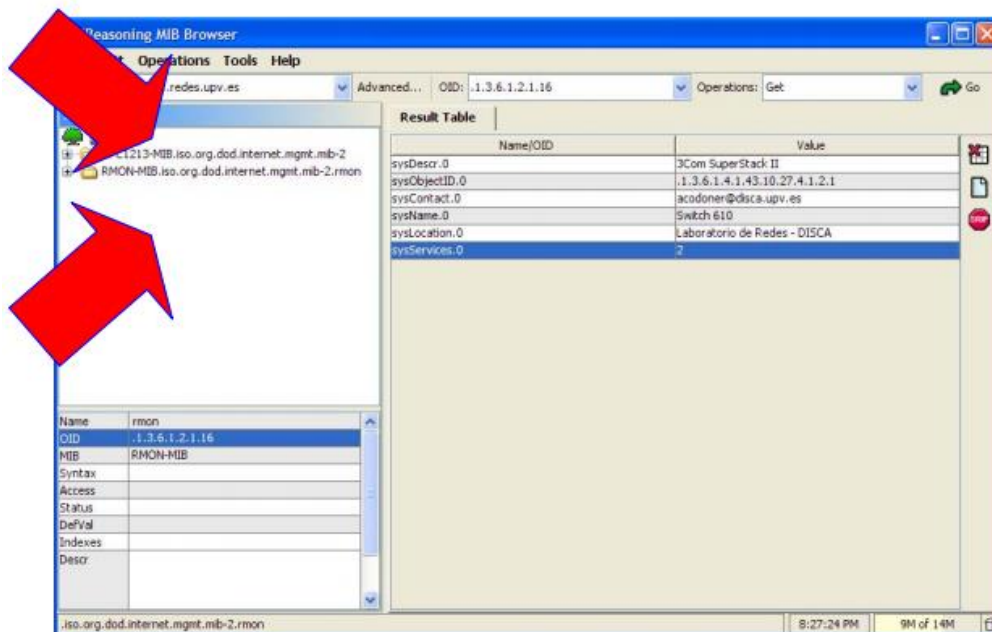 Reasoning MIB Browser
Operations Tools Help
.redes.upv.es Advanced... OID: .1.3.6.1.2.1.16 Operations: Get Go
Result Table
C1213-MIB.iso.org.dod.internet.mgmt.mib-2
RMON-MIB.iso.org.dod.internet.mgmt.mib-2.rmon
Name/OID Value
sysDescr.0 3Com SuperStack II
sysObjectID.0 .1.3.6.1.4.1.43.10.27.4.1.2.1
sysContact.0 acodoner@disca.upv.es
sysName.0 Switch 610
sysLocation.0 Laboratorio de Redes - DISCA
sysServices.0 2
Name rmon
OID .1.3.6.1.2.1.16
MIB RMON-MIB
Syntax
Access
Status
DefVal
Indexes
Descr
.iso.org.dod.internet.mgmt.mib-2.rmon 8:27:24 PM 9M of 14M